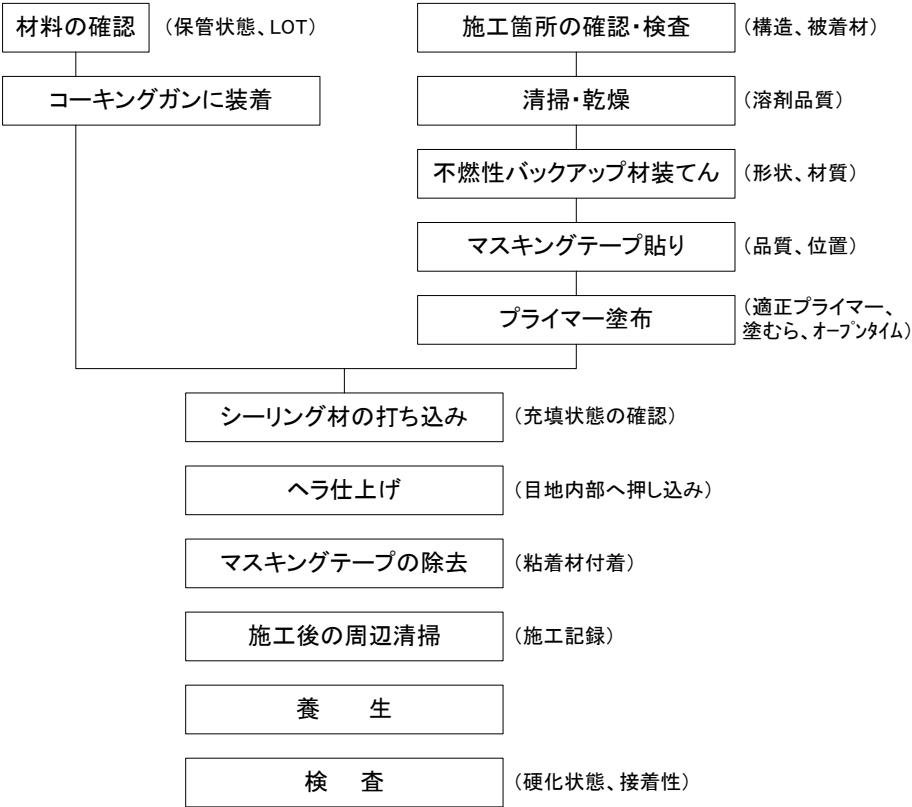 材料の確認 （保管状態、LOT）
コーキングガンに装着
施工箇所の確認・検査 （構造、被着材）
清掃・乾燥 （溶剤品質）
不燃性バックアップ材装てん （形状、材質）
マスキングテープ貼り （品質、位置）
プライマー塗布 （適正プライマー、
塗むら、ｵｰﾌﾟﾝﾀｲﾑ）
シーリング材の打ち込み （充填状態の確認）
ヘラ仕上げ （目地内部へ押し込み）
マスキングテープの除去 （粘着材付着）
施工後の周辺清掃 （施工記録）
養　　生
検　査 （硬化状態、接着性）